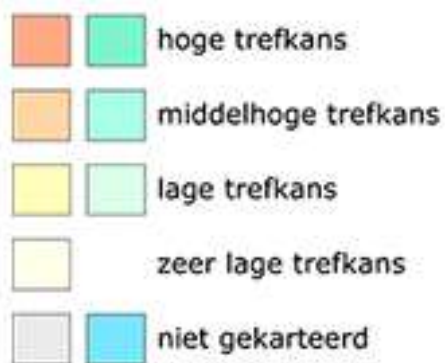 hoge trefkans
middelhoge trefkans
lage trefkans
zeer lage trefkans
niet gekarteerd